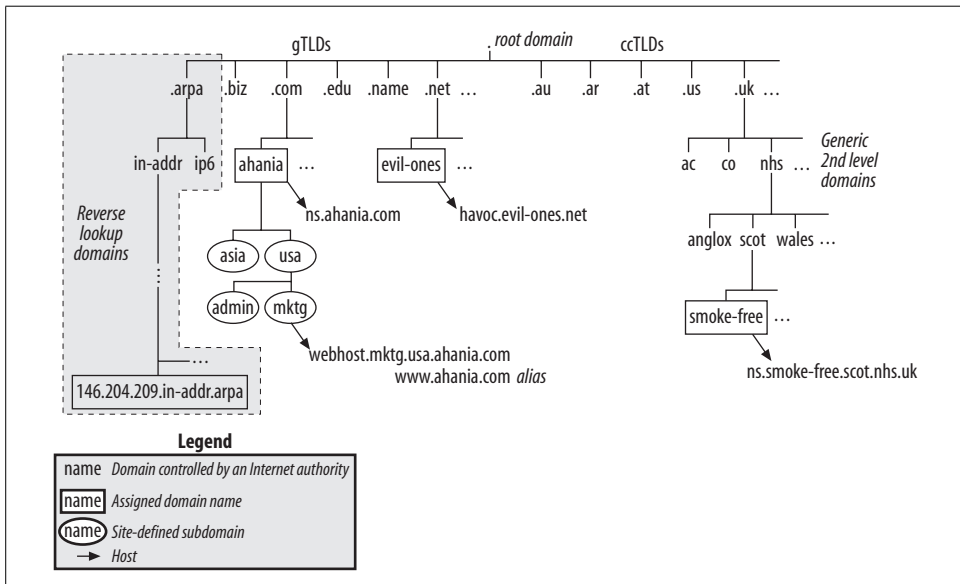 gTLDs . root domain ccTLDs
.arpa .biz .com .edu .name .net ... .au .ar .at .us .uk ...
in-addr ip6 ahania ... evil-ones ... ac co nhs ... Generic
2nd level
domains
ns.ahania.com havoc.evil-ones.net
Reverse
lookup
domains
anglox scot wales ...
asia usa
admin mktg
smoke-free ...
webhost.mktg.usa.ahania.com
www.ahania.com alias
ns.smoke-free.scot.nhs.uk
...
...
146.204.209.in-addr.arpa
Legend
name Domain controlled by an Internet authority
name Assigned domain name
name Site-defined subdomain
Host